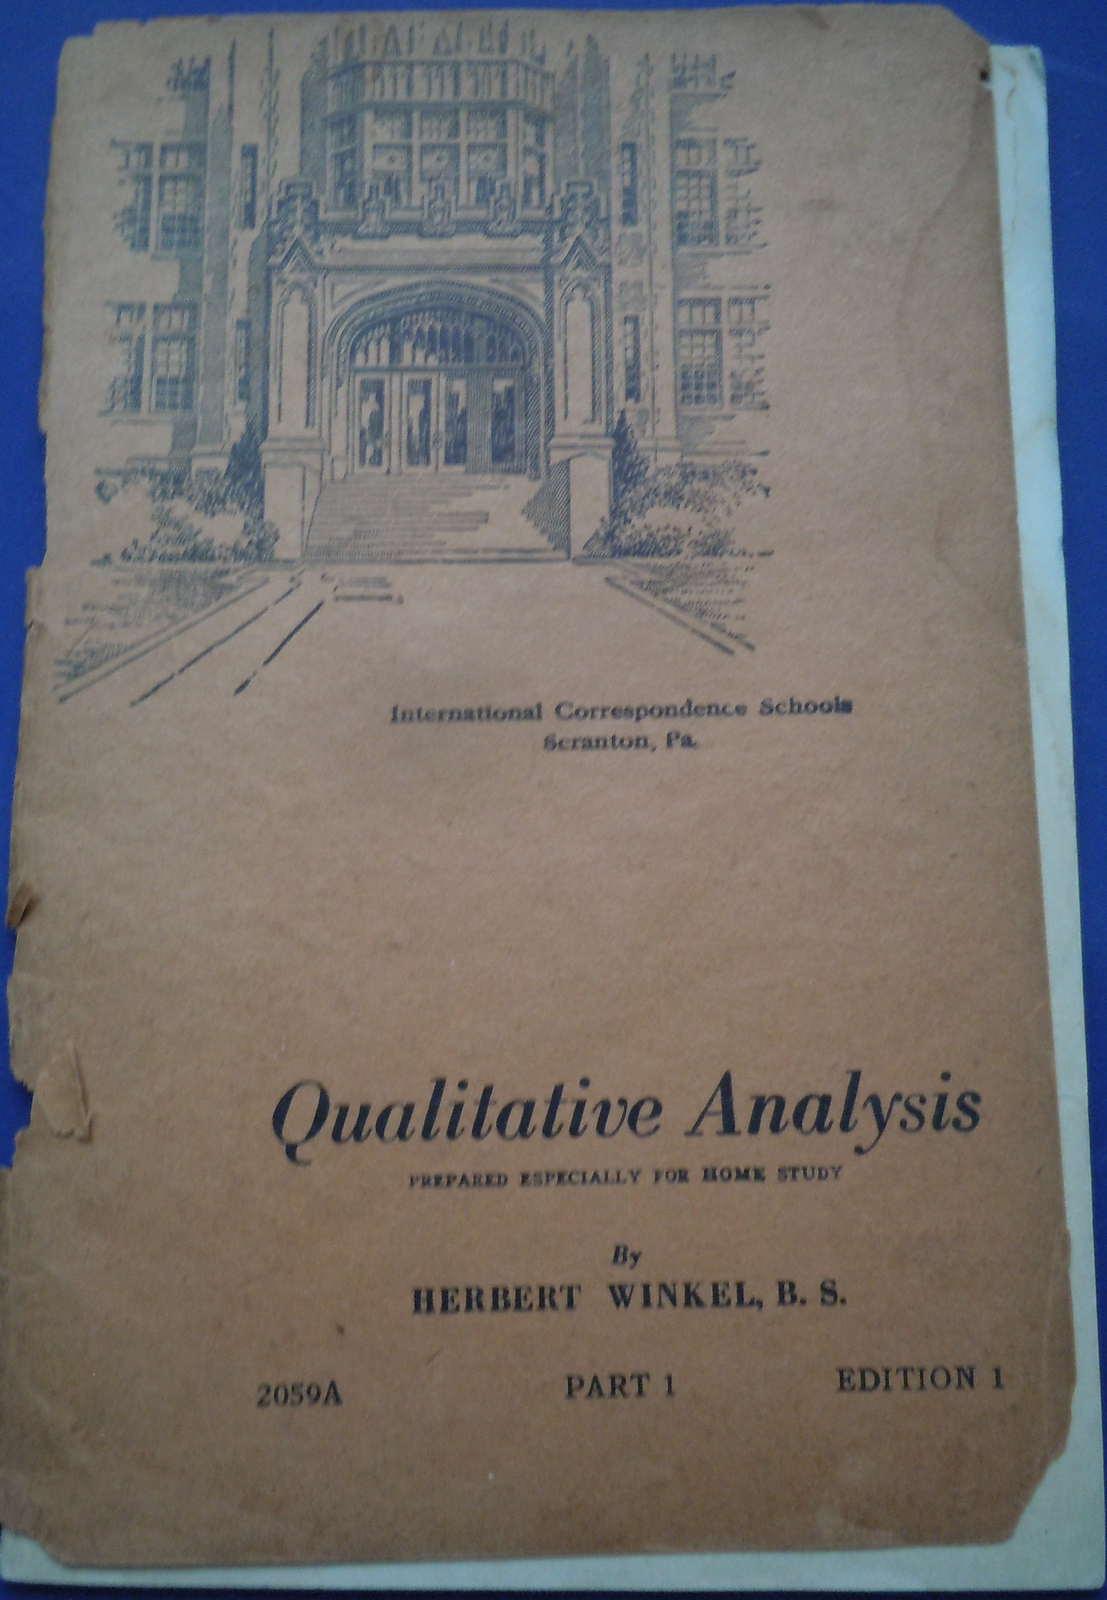 International Correspondence Schools
Scranton, Pa.
Qualitative Analysis
PREPARED ESPECIALLY FOR HOME STUDY
By
HERBERT WINKEL, B. S.
2059A PART 1 EDITION 1